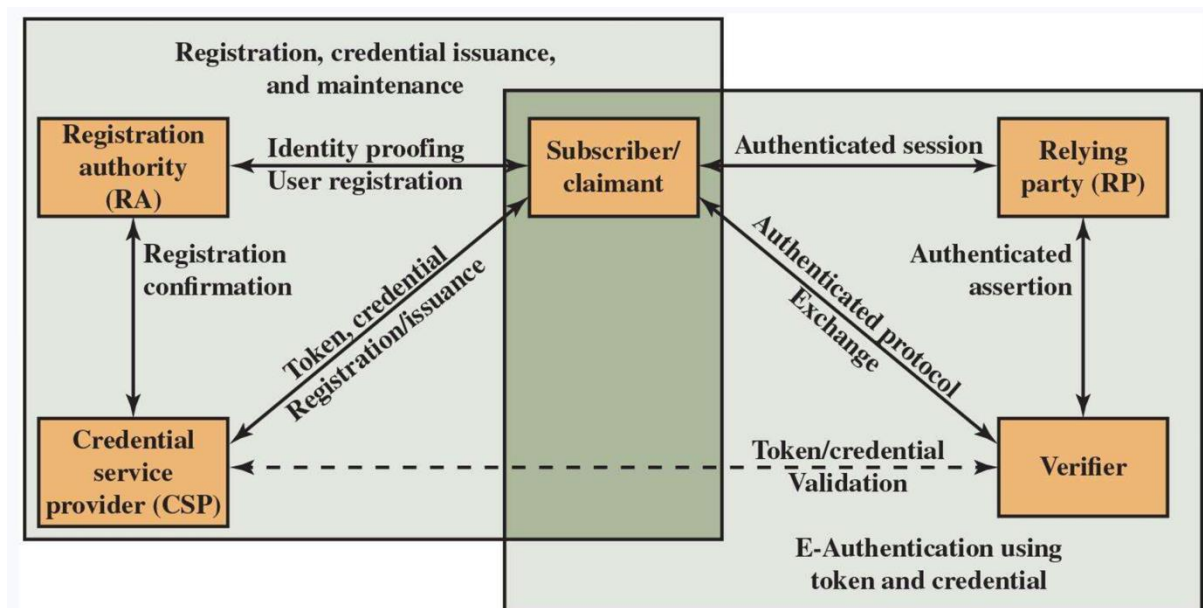 Registration, credential issuance,
and maintenance
Registration
authority
(RA)
Identity proofing
User registration
Subscriber/
claimant
Authenticated session
Relying
party (RP)
Registration
confirmation
Token, credential
Registration/issuance
Authenticated protocol
Exchange
Authenticated
assertion
Credential
service
provider (CSP)
Token/credential
Validation
Verifier
E-Authentication using
token and credential